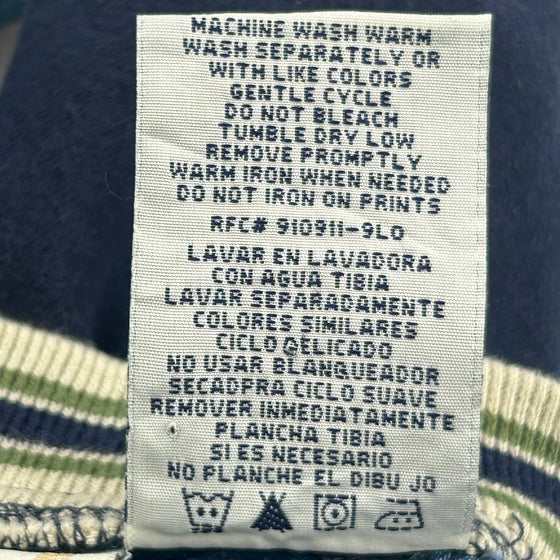 MACHINE WASH WARM
WASH SEPARATELY OR
WITH LIKE COLORS
GENTLE CYCLE
DO NOT BLEACH
TUMBLE DRY LOW
REMOVE PROMPTLY
WARM IRON WHEN NEEDED
DO NOT IRON ON PRINTS
RFC# 910911-9LO
LAVAR EN LAVADORA
CON AGUA TIBIA
LAVAR SEPARADAMENTE
COLORES SIMILARES
CICLO DELICADO
NO USAR BLANQUEADOR
SECADPRA CICLO SUAVE
REMOVER INMEDIATAMENTE
PLANCHA TIBIA
SI ES NECESARIO
NO PLANCHE EL DIBU JO